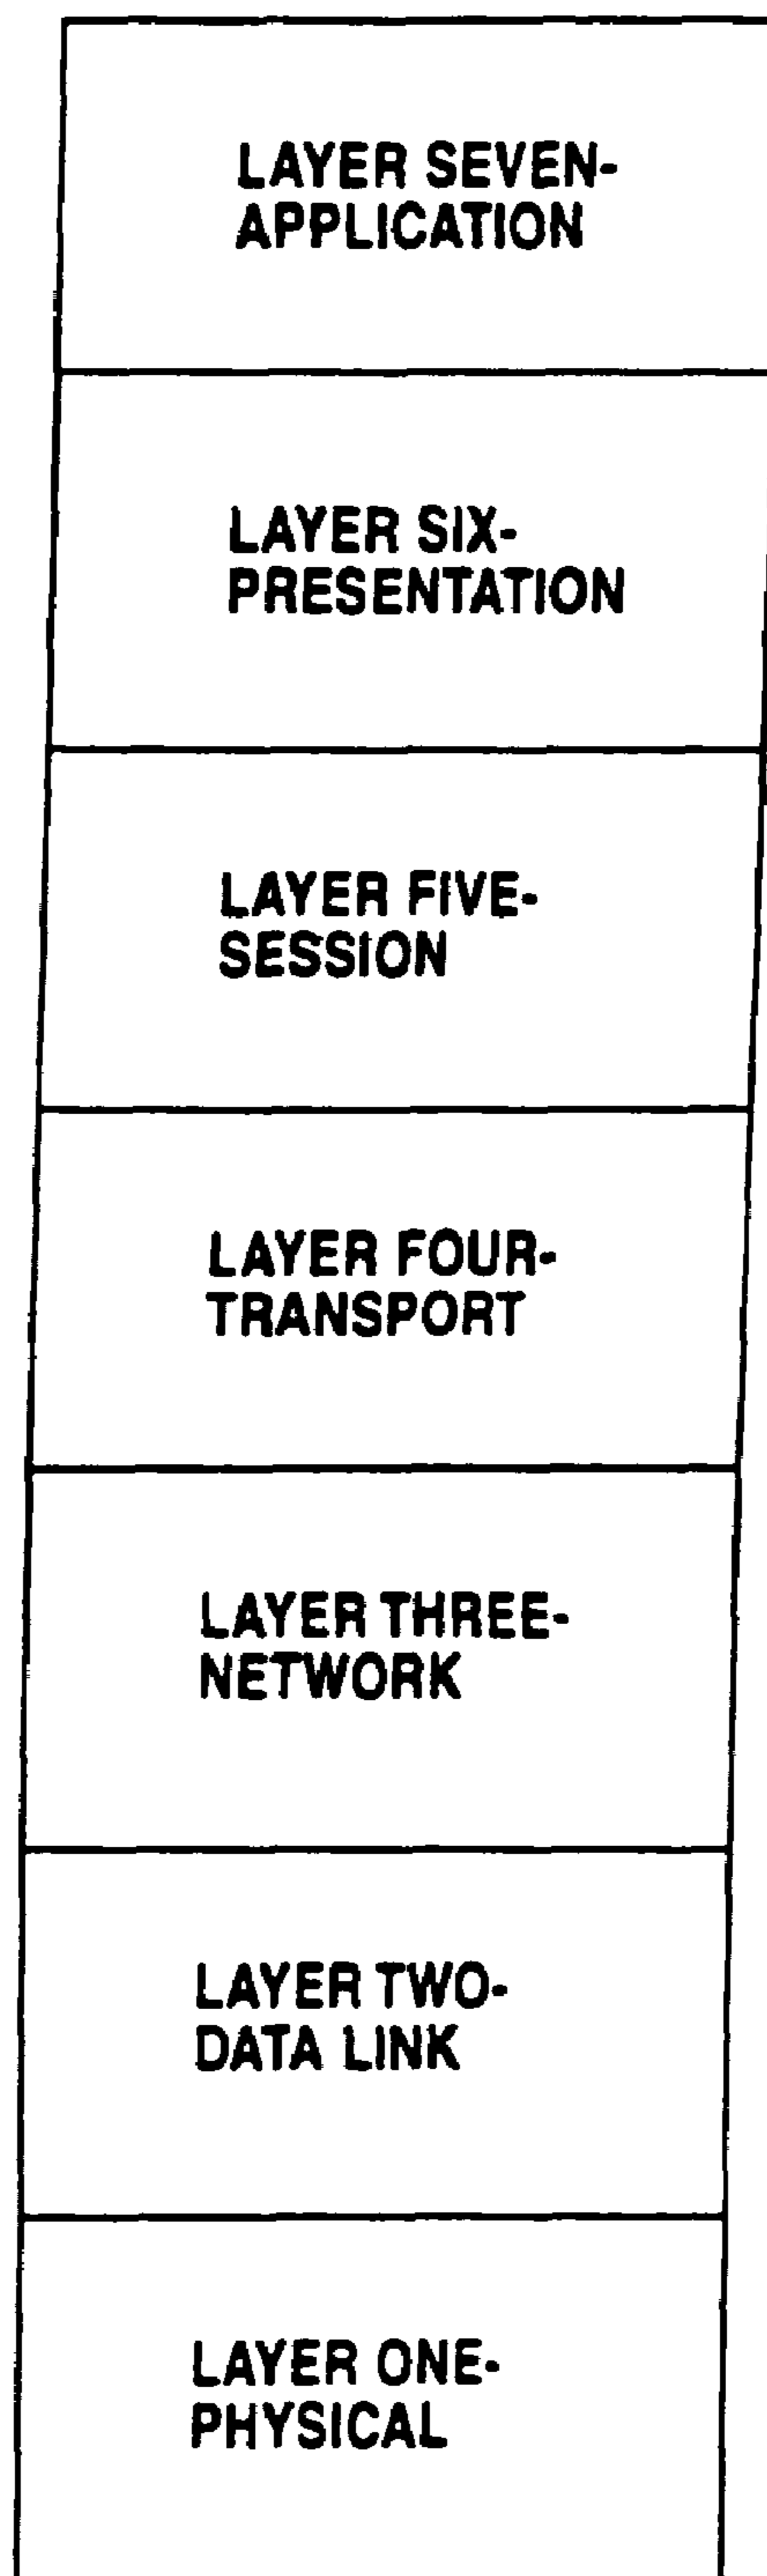 LAYER SEVEN-
APPLICATION
LAYER SIX-
PRESENTATION
LAYER FIVE-
SESSION
LAYER FOUR-
TRANSPORT
LAYER THREE-
NETWORK
LAYER TWO-
DATA LINK
LAYER ONE-
PHYSICAL